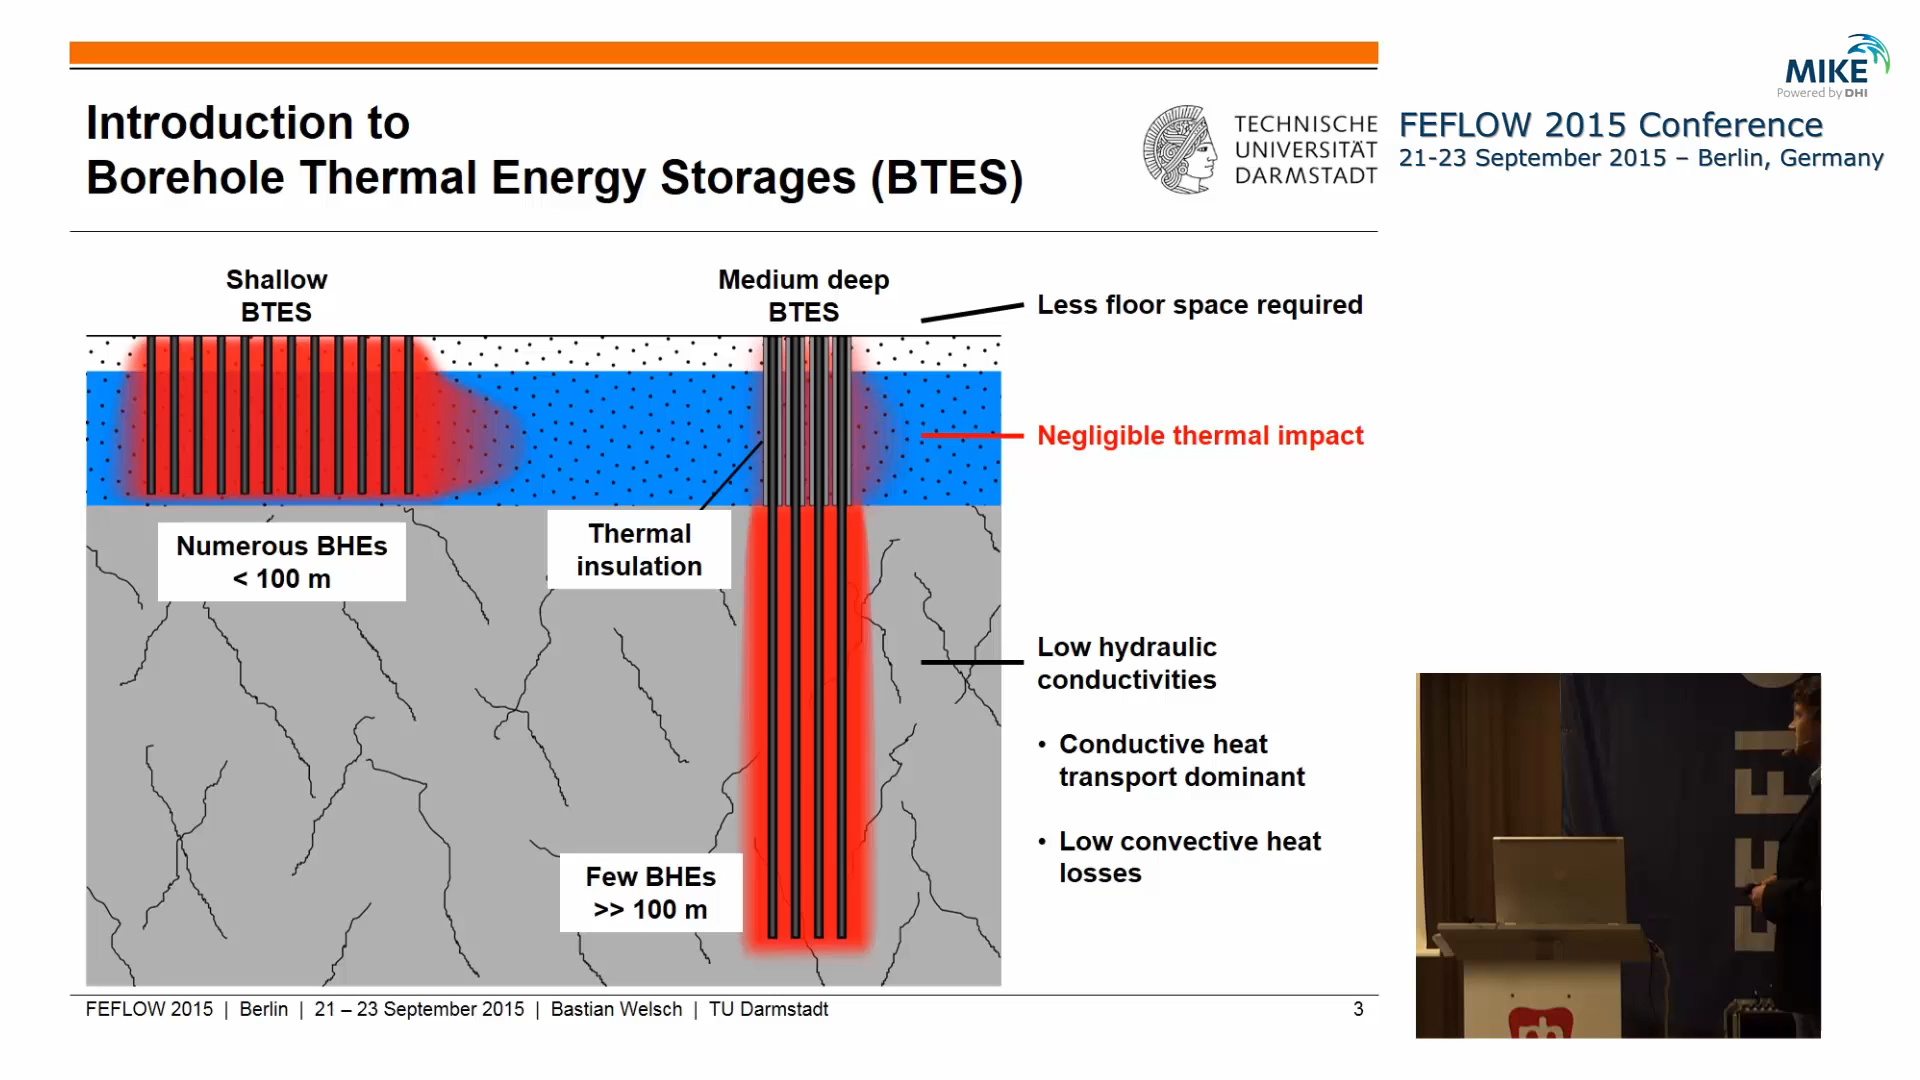 MIKE
Powered by DHI
Introduction to
Borehole Thermal Energy Storages (BTES)
TECHNISCHE
UNIVERSITÄT
DARMSTADT
FEFLOW 2015 Conference
21-23 September 2015 – Berlin, Germany
Shallow
BTES
Medium deep
BTES
Less floor space required
Negligible thermal impact
Numerous BHEs
< 100 m
Thermal
insulation
Low hydraulic
conductivities
• Conductive heat
transport dominant
• Low convective heat
losses
Few BHEs
>> 100 m
FEFLOW 2015 | Berlin | 21 – 23 September 2015 | Bastian Welsch | TU Darmstadt
3